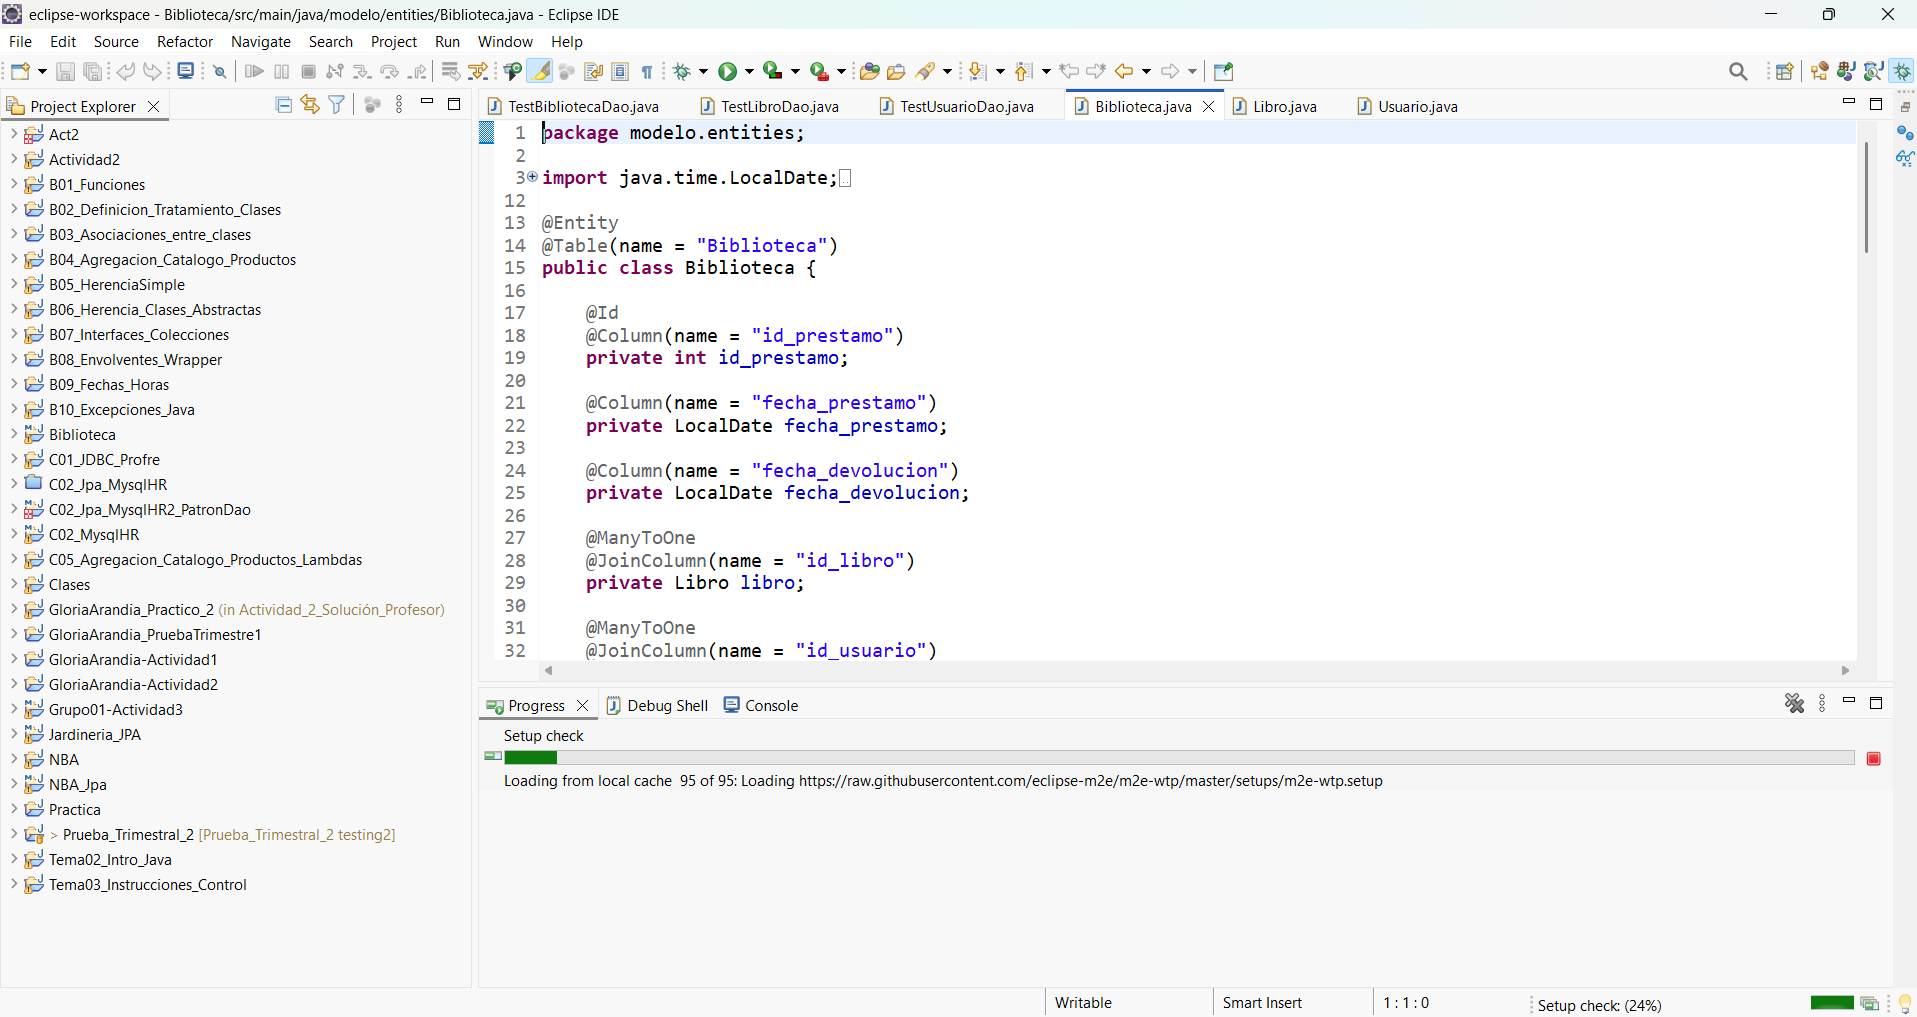 eclipse-workspace - Biblioteca/src/main/java/modelo/entities/Biblioteca.java - Eclipse IDE
File Edit Source Refactor Navigate Search Project Run Window Help
Project Explorer
Act2
Actividad2
B01_Funciones
B02_Definicion_Tratamiento_Clases
B03_Asociaciones_entre_clases
B04_Agregacion_Catalogo_Productos
B05_HerenciaSimple
B06_Herencia_Clases_Abstractas
B07_Interfaces_Colecciones
B08_Envolventes_Wrapper
B09_Fechas_Horas
B10_Excepciones_Java
Biblioteca
C01_JDBC_Profre
C02_Jpa_MysqlHR
C02_Jpa_MysqlHR2_PatronDao
C02_MysqlHR
C05_Agregacion_Catalogo_Productos_Lambdas
Clases
GloriaArandia_Practico_2 (in Actividad_2_Solución_Profesor)
GloriaArandia_PruebaTrimestre1
GloriaArandia-Actividad1
GloriaArandia-Actividad2
Grupo01-Actividad3
Jardineria_JPA
NBA
NBA_Jpa
Practica
> Prueba_Trimestral_2 [Prueba_Trimestral_2 testing2]
Tema02_Intro_Java
Tema03_Instrucciones_Control
TestBibliotecaDao.java TestLibroDao.java TestUsuarioDao.java Biblioteca.java Libro.java Usuario.java
1 package modelo.entities;
2
3 import java.time.LocalDate;
12
13 @Entity
14 @Table(name = "Biblioteca")
15 public class Biblioteca {
16
17 @Id
18 @Column(name = "id_prestamo")
19 private int id_prestamo;
20
21 @Column(name = "fecha_prestamo")
22 private LocalDate fecha_prestamo;
23
24 @Column(name = "fecha_devolucion")
25 private LocalDate fecha_devolucion;
26
27 @ManyToOne
28 @JoinColumn(name = "id_libro")
29 private Libro libro;
30
31 @ManyToOne
32 @JoinColumn(name = "id_usuario")
Progress Debug Shell Console
Setup check
Loading from local cache 95 of 95: Loading https://raw.githubusercontent.com/eclipse-m2e/m2e-wtp/master/setups/m2e-wtp.setup
Writable Smart Insert 1 : 1 : 0 Setup check: (24%)